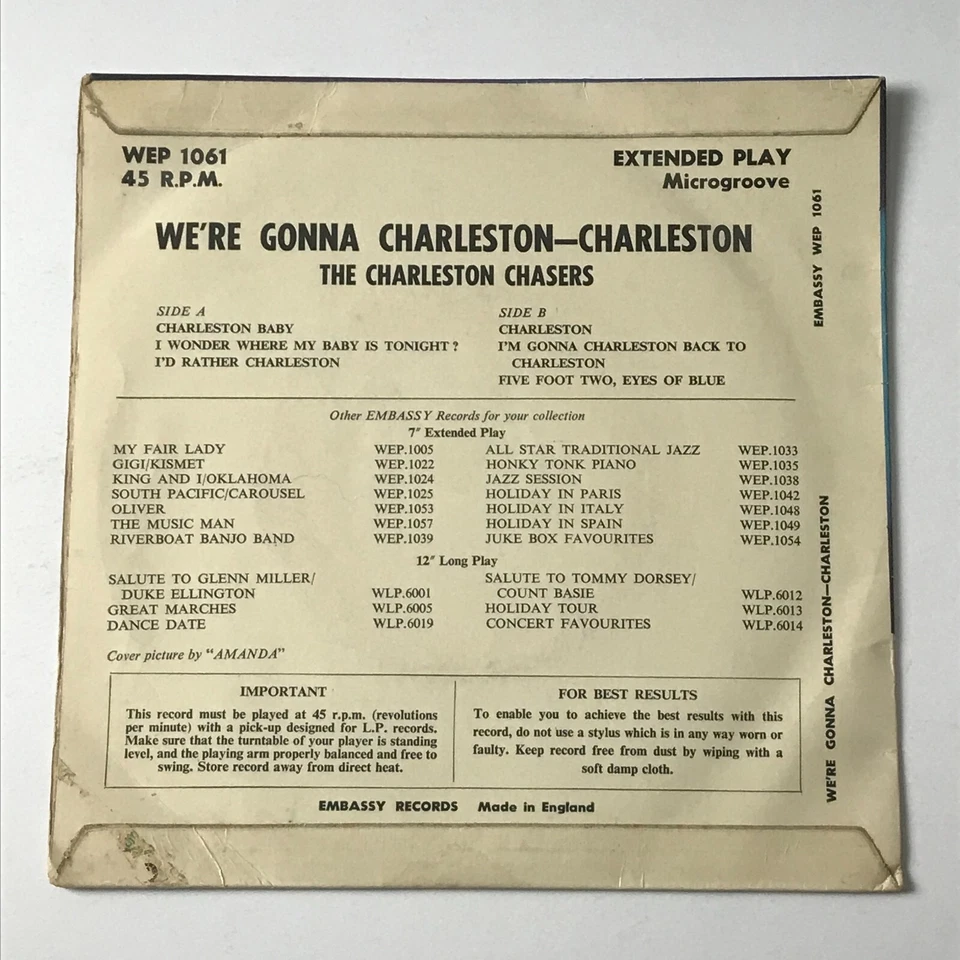 WEP 1061
45 R.P.M.
EXTENDED PLAY
Microgroove
WE'RE GONNA CHARLESTON—CHARLESTON
THE CHARLESTON CHASERS
SIDE A
CHARLESTON BABY
I WONDER WHERE MY BABY IS TONIGHT?
I'D RATHER CHARLESTON
SIDE B
CHARLESTON
I'M GONNA CHARLESTON BACK TO
CHARLESTON
FIVE FOOT TWO, EYES OF BLUE
Other EMBASSY Records for your collection
7″ Extended Play
MY FAIR LADY WEP.1005
GIGI/KISMET WEP.1022
KING AND I/OKLAHOMA WEP.1024
SOUTH PACIFIC/CAROUSEL WEP.1025
OLIVER WEP.1053
THE MUSIC MAN WEP.1057
RIVERBOAT BANJO BAND WEP.1039
ALL STAR TRADITIONAL JAZZ WEP.1033
HONKY TONK PIANO WEP.1035
JAZZ SESSION WEP.1038
HOLIDAY IN PARIS WEP.1042
HOLIDAY IN ITALY WEP.1048
HOLIDAY IN SPAIN WEP.1049
JUKE BOX FAVOURITES WEP.1054
12″ Long Play
SALUTE TO GLENN MILLER/
DUKE ELLINGTON WLP.6001
GREAT MARCHES WLP.6005
DANCE DATE WLP.6019
SALUTE TO TOMMY DORSEY/
COUNT BASIE WLP.6012
HOLIDAY TOUR WLP.6013
CONCERT FAVOURITES WLP.6014
Cover picture by "AMANDA"
IMPORTANT
This record must be played at 45 r.p.m. (revolutions
per minute) with a pick-up designed for L.P. records.
Make sure that the turntable of your player is standing
level, and the playing arm properly balanced and free to
swing. Store record away from direct heat.
FOR BEST RESULTS
To enable you to achieve the best results with this
record, do not use a stylus which is in any way worn or
faulty. Keep record free from dust by wiping with a
soft damp cloth.
EMBASSY RECORDS Made in England
EMBASSY WEP 1061
WE'RE GONNA CHARLESTON—CHARLESTON